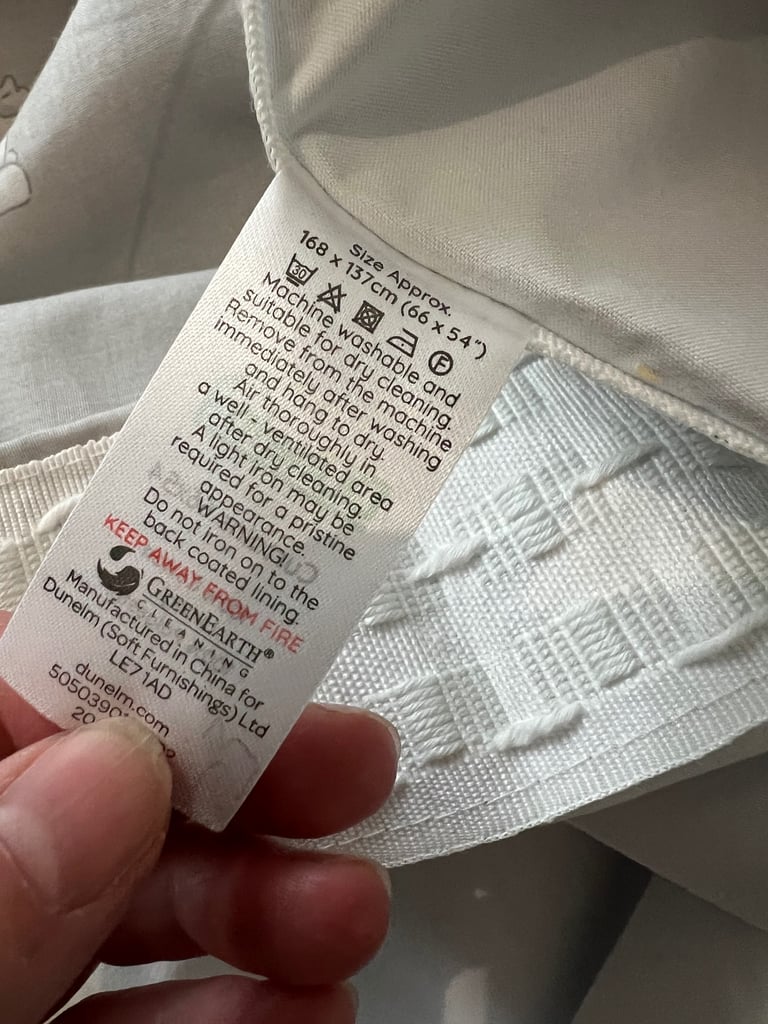 Size Approx.
168 x 137cm (66 x 54")
30 F
Machine washable and
suitable for dry cleaning.
Remove from the machine
immediately after washing
and hang to dry.
Air thoroughly in
a well - ventilated area
after dry cleaning.
A light iron may be
required for a pristine
appearance.
WARNING!
Do not iron on to the
back coated lining.
KEEP AWAY FROM FIRE
GREENEARTH®
CLEANING
Manufactured in China for
Dunelm (Soft Furnishings) Ltd
LE7 1AD
dunelm.com